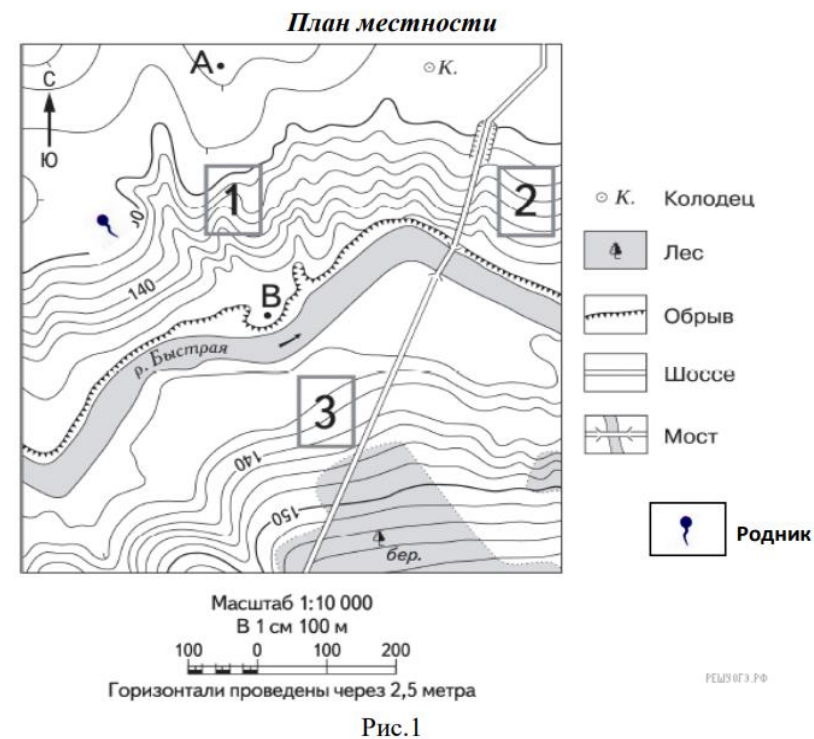 План местности
А
К.
С
Ю
1
2
140
В
р. Быстрая
3
140
150
бер.
К. Колодец
Лес
Обрыв
Шоссе
Мост
Родник
Масштаб 1:10 000
В 1 см 100 м
100 0 100 200
Горизонтали проведены через 2,5 метра
РЕШУОГЭ.РФ
Рис.1